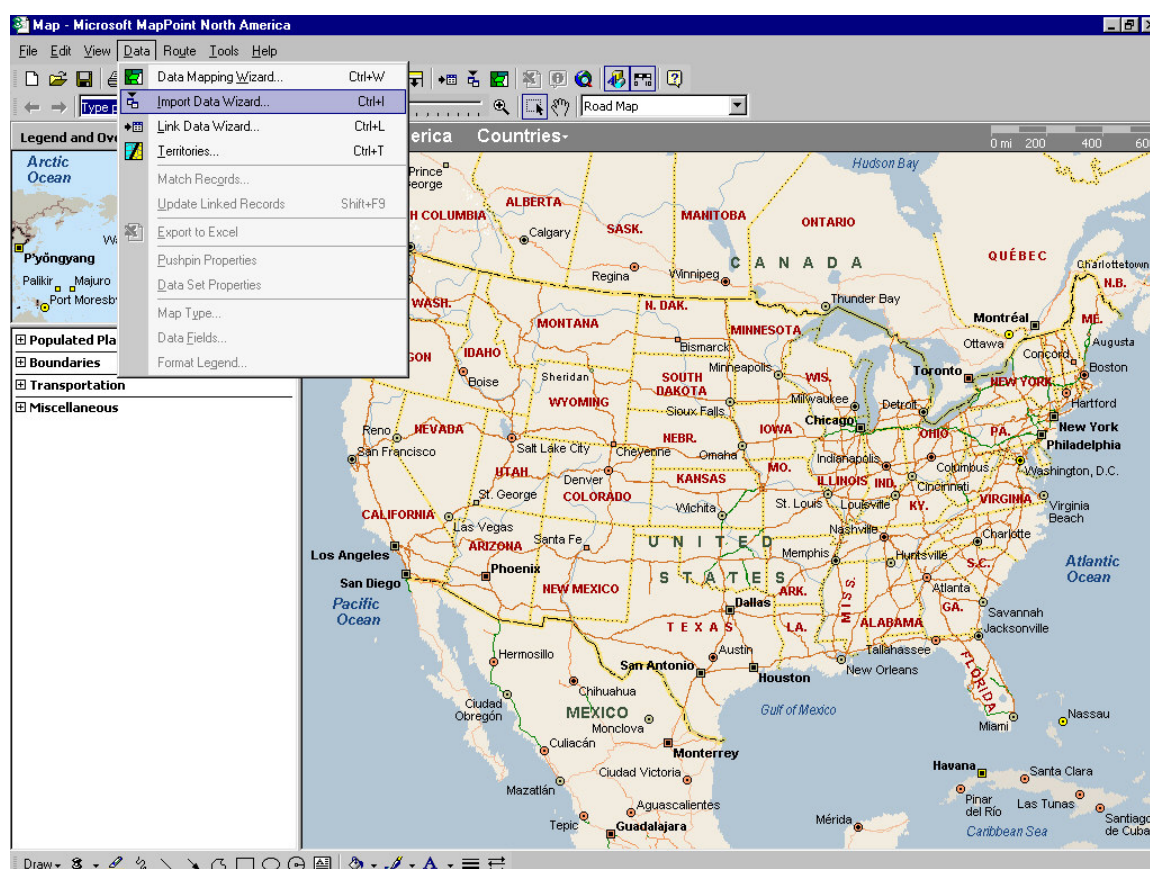 Map - Microsoft MapPoint North America
File Edit View Data Route Tools Help
Data Mapping Wizard... Ctrl+W
Import Data Wizard... Ctrl+I
Link Data Wizard... Ctrl+L
Territories... Ctrl+T
Match Records...
Update Linked Records Shift+F9
Export to Excel
Pushpin Properties
Data Set Properties
Map Type...
Data Fields...
Format Legend...
Type p
Road Map
Legend and Ov
erica Countries
0 mi 200 400 60
Arctic
Ocean
P'yŏngyang
Palikir Majuro
Port Moresb
Populated Pla
Boundaries
Transportation
Miscellaneous
Hudson Bay
Prince
George
ALBERTA
H COLUMBIA
SASK.
MANITOBA
ONTARIO
Calgary
CANADA
QUÉBEC
Charlottetown
Regina
Winnipeg
N.B.
WASH.
N. DAK.
Thunder Bay
MONTANA
MINNESOTA
Montréal
ME.
Ottawa
Augusta
Bismarck
GON
IDAHO
Concord
Minneapolis
Boston
Boise
Sheridan
SOUTH
DAKOTA
WIS.
Toronto
NEW YORK
WYOMING
Milwaukee
Detroit
Hartford
Sioux Falls
Chicago
New York
Reno
NEVADA
IOWA
OHIO
PA.
Philadelphia
San Francisco
Salt Lake City
Cheyenne
NEBR.
Omaha
Indianapolis
Columbus
Washington, D.C.
UTAH
Denver
KANSAS
MO.
ILLINOIS
IND.
Cincinnati
St. George
COLORADO
VIRGINIA
Virginia
Beach
CALIFORNIA
Wichita
St. Louis
Louisville
KY.
Las Vegas
Nashville
Charlotte
Los Angeles
ARIZONA
Santa Fe
UNITED
STATES
Memphis
Huntsville
S.C.
Atlantic
Ocean
San Diego
Phoenix
NEW MEXICO
ARK.
MISS.
Atlanta
Pacific
Ocean
Dallas
GA.
Savannah
TEXAS
LA.
ALABAMA
Jacksonville
Hermosillo
Austin
Tallahassee
San Antonio
Houston
New Orleans
FLORIDA
Chihuahua
Ciudad
Obregón
MEXICO
Monclova
Gulf of Mexico
Miami
Nassau
Culiacán
Monterrey
Ciudad Victoria
Havana
Santa Clara
Mazatlán
Aguascalientes
Pinar
del Río
Las Tunas
Tepic
Guadalajara
Mérida
Santiago
de Cuba
Caribbean Sea
Draw